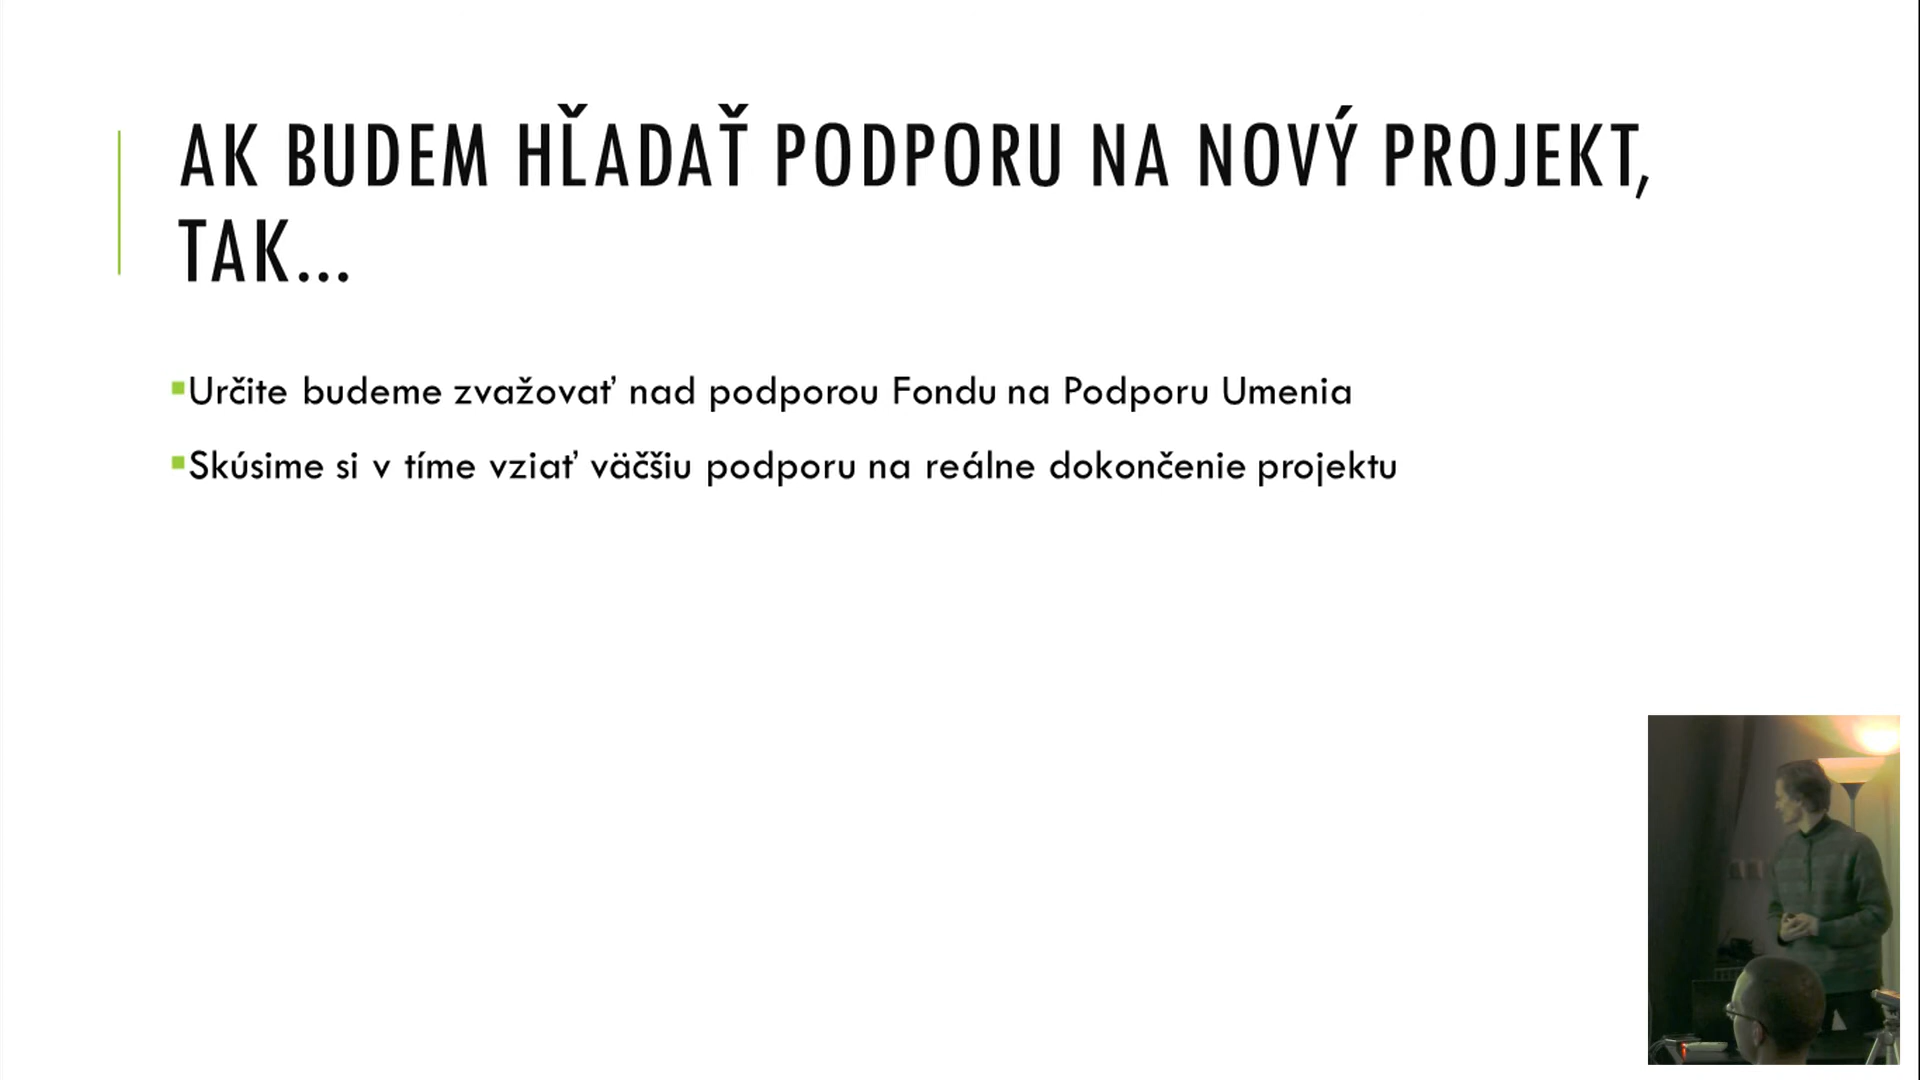 AK BUDEM HĽADAŤ PODPORU NA NOVÝ PROJEKT,
TAK...
Určite budeme zvažovať nad podporou Fondu na Podporu Umenia
Skúsime si v tíme vziať väčšiu podporu na reálne dokončenie projektu